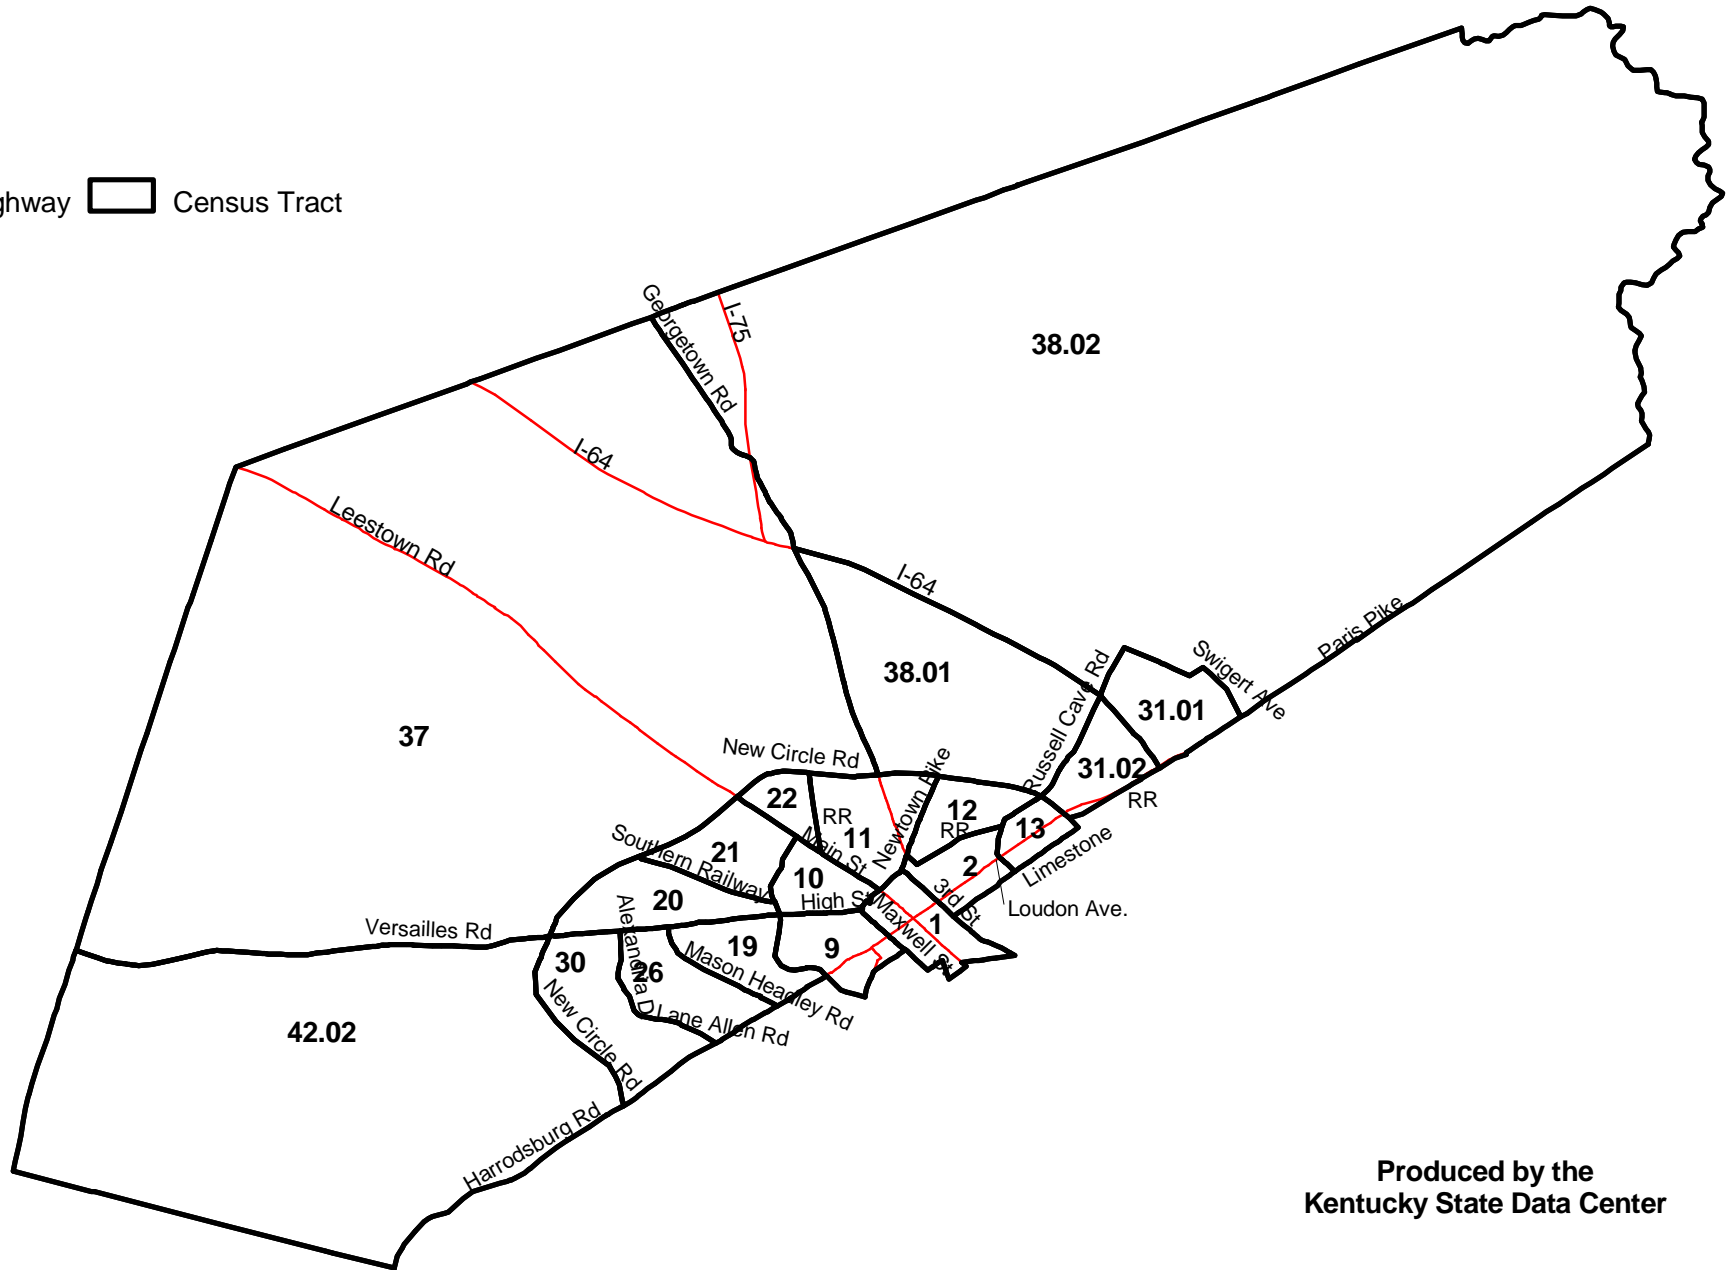 ghway
Census Tract
Georgetown Rd
I-75
38.02
I-64
Leestown Rd
I-64
Paris Pike
38.01
Russell Cave Rd
Swigert Ave
31.01
37
New Circle Rd
Newtown Pike
31.02
22
RR
12
RR
RR
13
11
Main St
Southern Railway
21
2
Limestone
10
3rd St
High St
20
Loudon Ave.
Maxwell St
1
Versailles Rd
Alexandria D
19
9
30
26
Mason Headley Rd
New Circle Rd
Lane Allen Rd
42.02
Harrodsburg Rd
Produced by the
Kentucky State Data Center